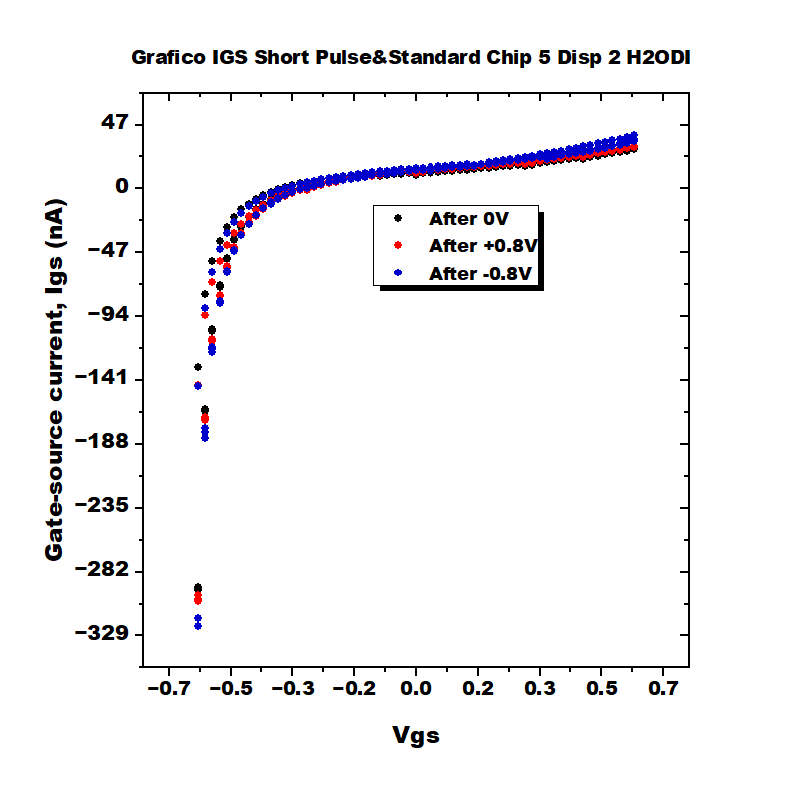 Grafico IGS Short Pulse&Standard Chip 5 Disp 2 H2ODI
47
0
−47
−94
−141
−188
−235
−282
−329
Gate-source current, Igs (nA)
After 0V
After +0.8V
After -0.8V
−0.7 −0.5 −0.3 −0.2 0.0 0.2 0.3 0.5 0.7
Vgs